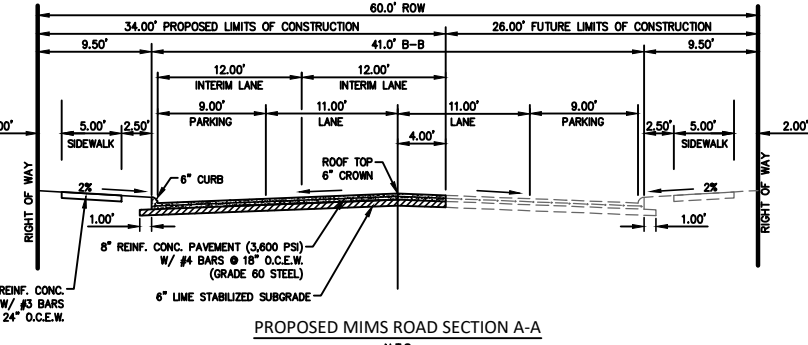 60.0' ROW
34.00' PROPOSED LIMITS OF CONSTRUCTION
26.00' FUTURE LIMITS OF CONSTRUCTION
9.50'
41.0' B-B
9.50'
12.00'
INTERIM LANE
12.00'
INTERIM LANE
9.00'
PARKING
11.00'
LANE
11.00'
LANE
9.00'
PARKING
4.00'
5.00'
SIDEWALK
2.50'
2.50'
5.00'
SIDEWALK
2.00'
RIGHT OF WAY
2%
6" CURB
ROOF TOP
6" CROWN
2%
RIGHT OF WAY
1.00'
1.00'
8" REINF. CONC. PAVEMENT (3,600 PSI)
W/ #4 BARS @ 18" O.C.E.W.
(GRADE 60 STEEL)
6" LIME STABILIZED SUBGRADE
REINF. CONC.
W/ #3 BARS
24" O.C.E.W.
PROPOSED MIMS ROAD SECTION A-A